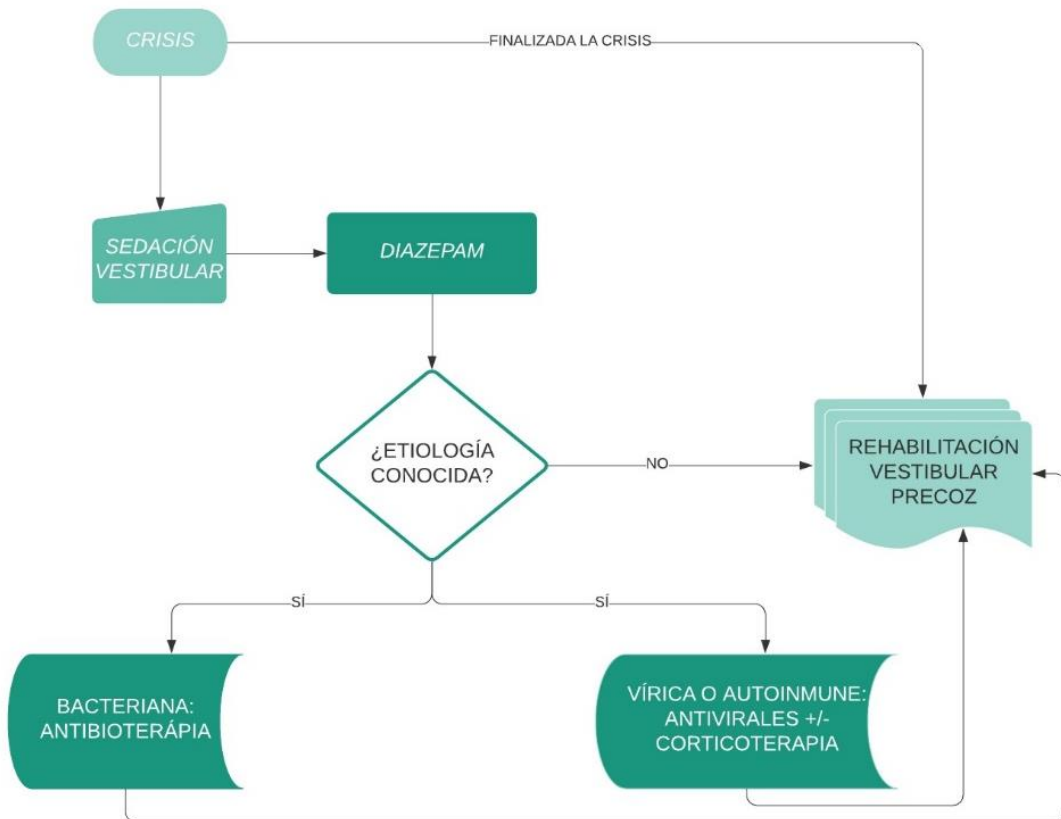 CRISIS
FINALIZADA LA CRISIS
SEDACIÓN
VESTIBULAR
DIAZEPAM
¿ETIOLOGÍA
CONOCIDA?
NO
REHABILITACIÓN
VESTIBULAR
PRECOZ
SÍ
SÍ
BACTERIANA:
ANTIBIOTERÁPIA
VÍRICA O AUTOINMUNE:
ANTIVIRALES +/-
CORTICOTERAPIA